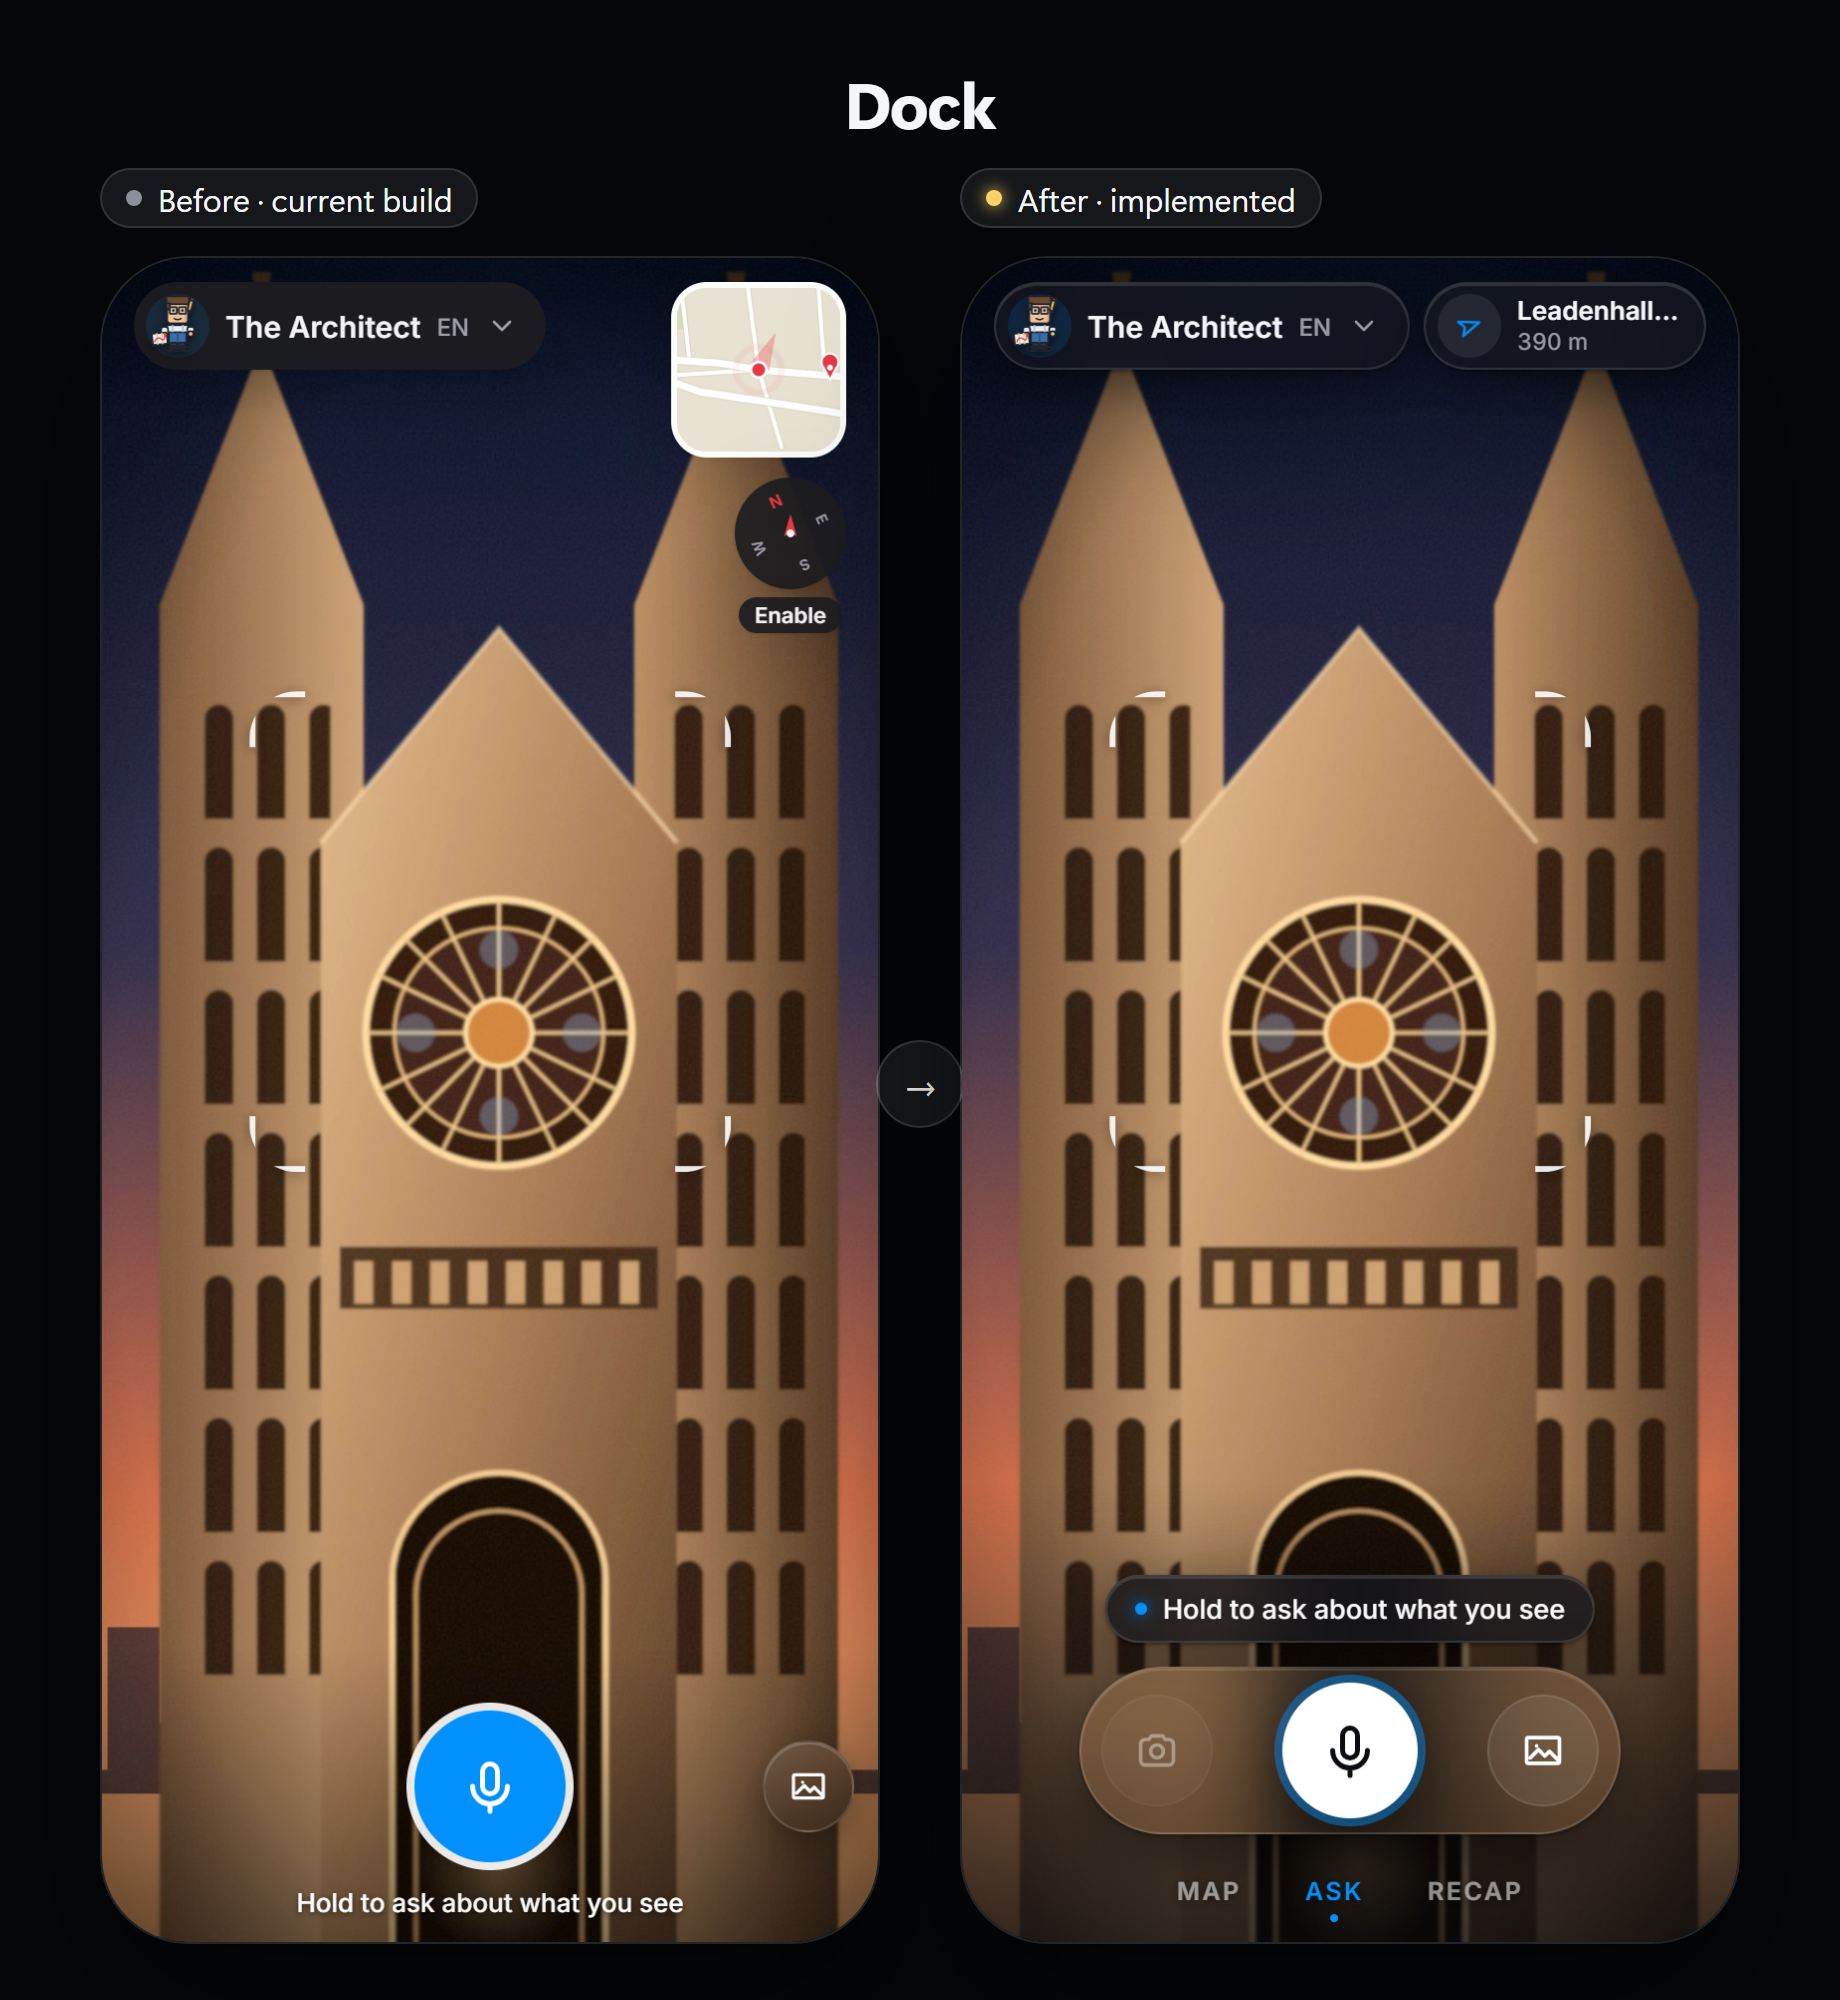 Dock
Before · current build
After · implemented
The Architect EN
N
E
S
W
Enable
Hold to ask about what you see
The Architect EN
Leadenhall...
390 m
→
Hold to ask about what you see
MAP ASK RECAP